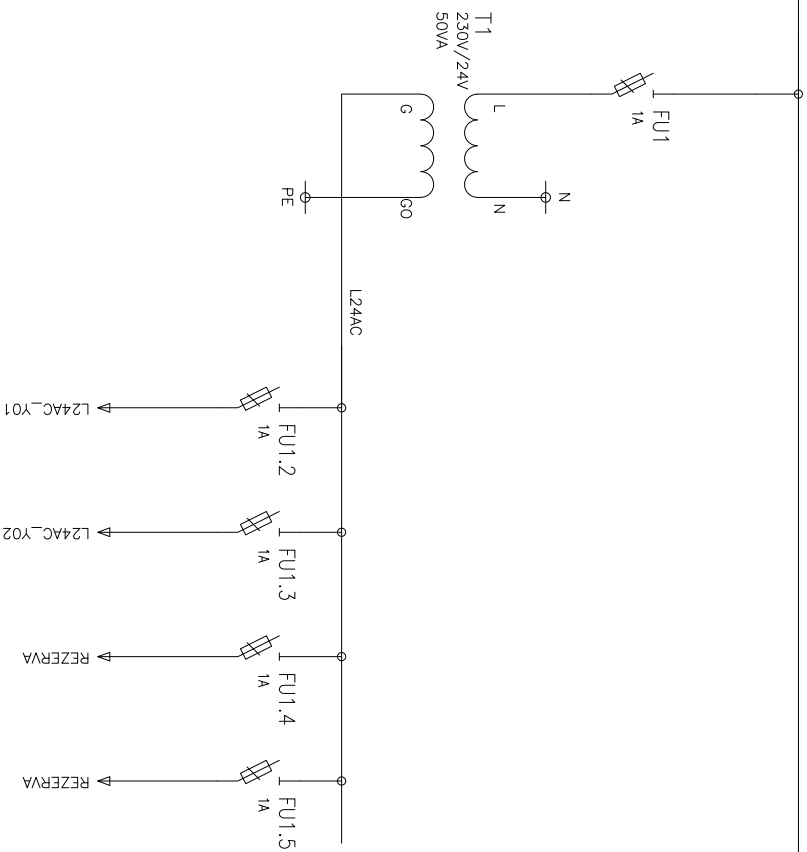 T1
230V/24V
50VA
FU1
1A
L
N
N
G
GO
PE
L24AC
FU1.2
1A
L24AC_Y01
FU1.3
1A
L24AC_Y02
FU1.4
1A
REZERVA
FU1.5
1A
REZERVA